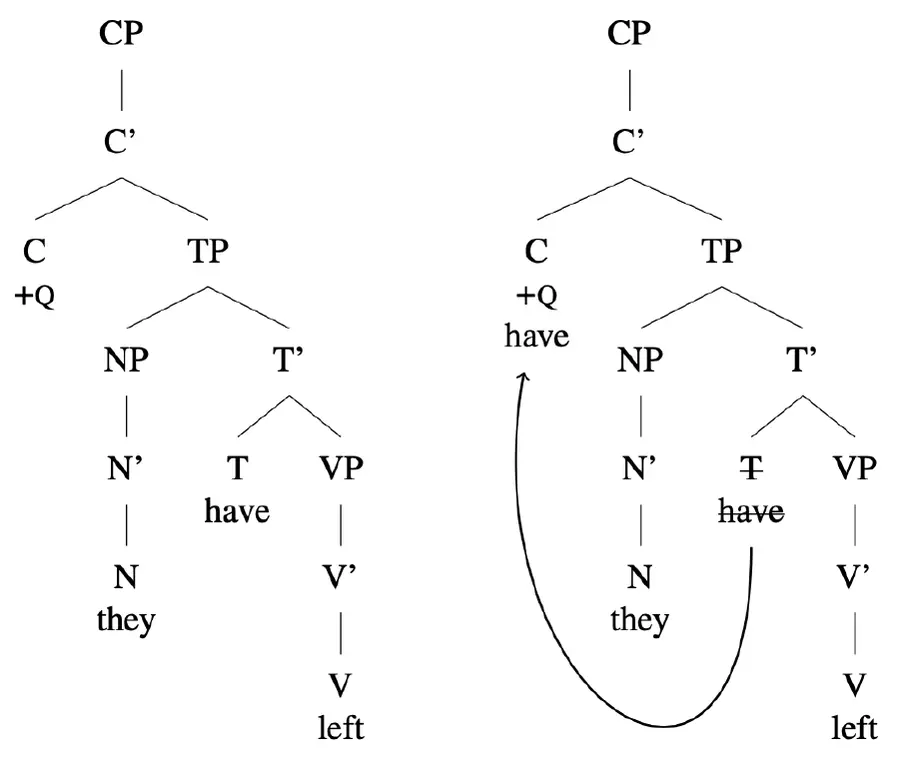 CP CP
C’ C’
C TP C TP
+Q +Q
have
NP T’ NP T’
N’ T VP N’ T VP
have have
N V’ N V’
they they
V V
left left